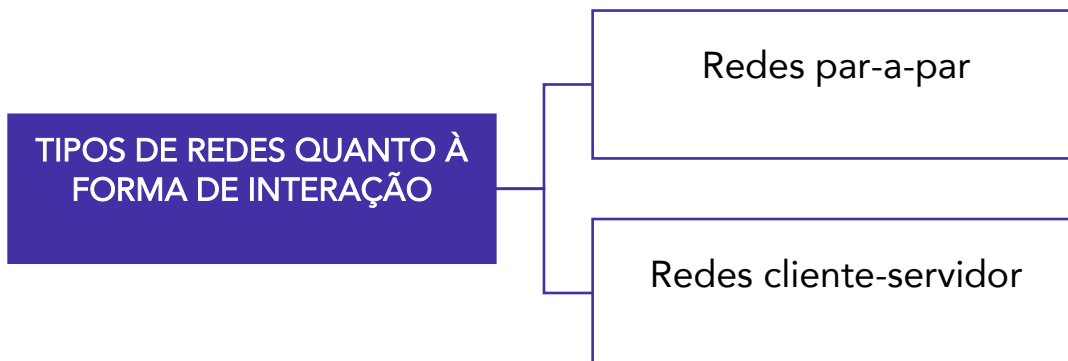 TIPOS DE REDES QUANTO À
FORMA DE INTERAÇÃO
Redes par-a-par
Redes cliente-servidor